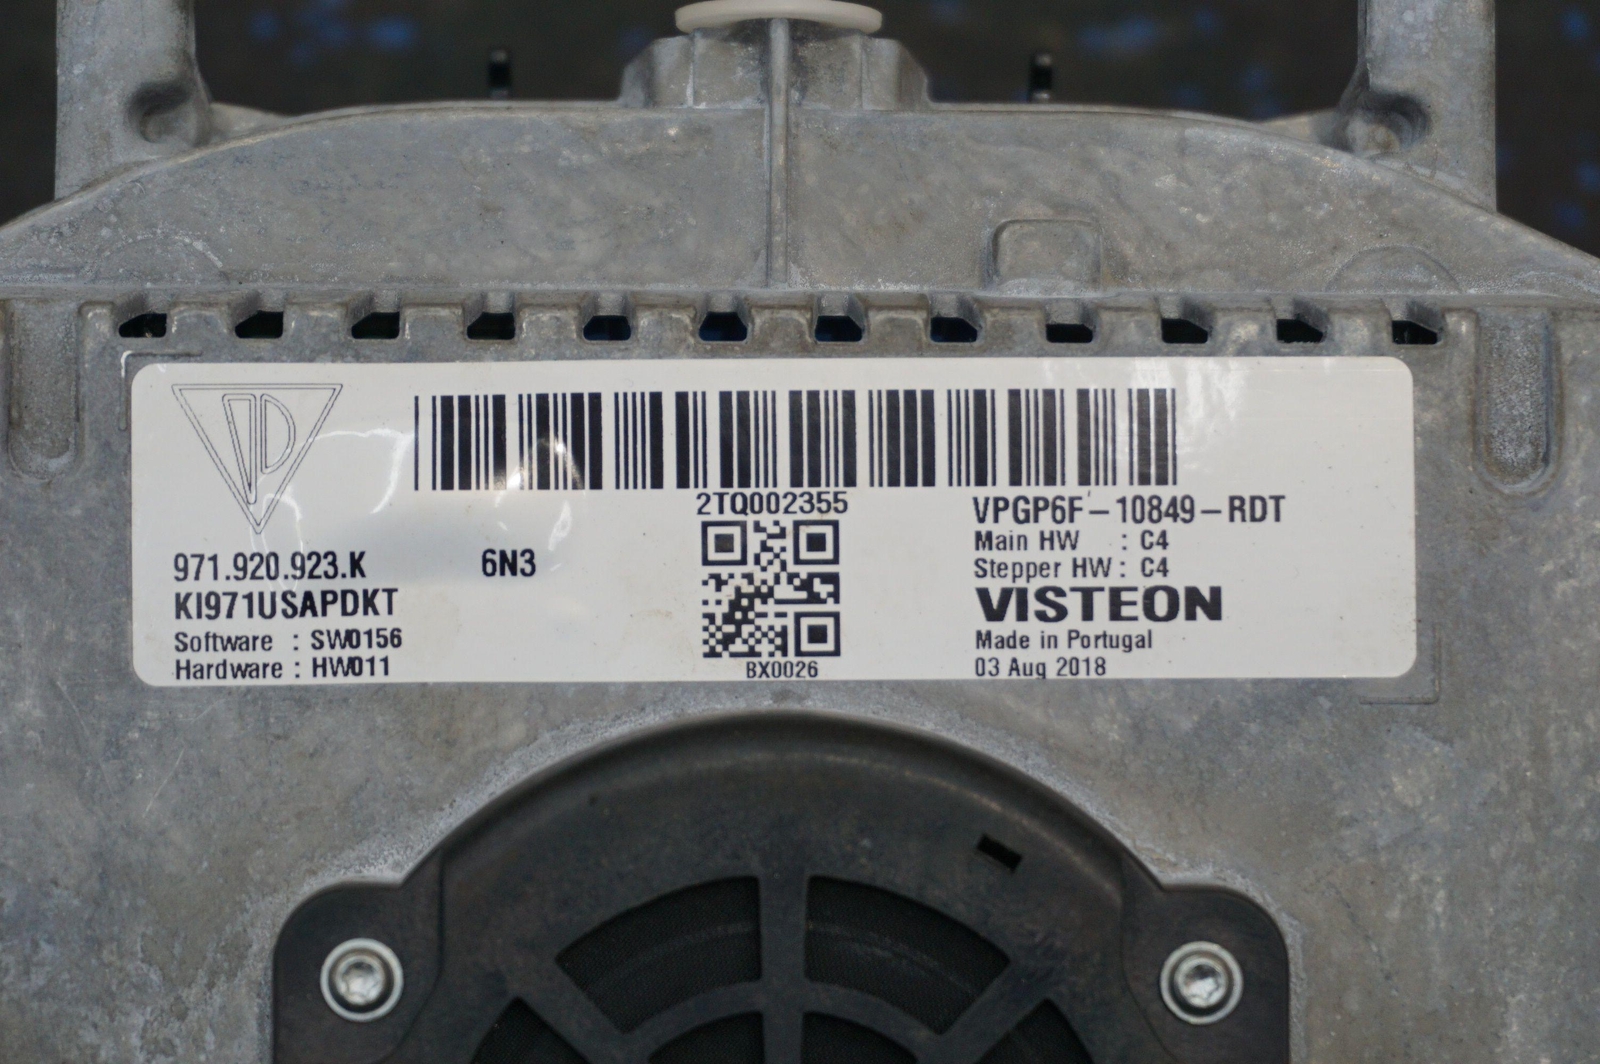 2TQ002355
VPGP6F-10849-RDT
971.920.923.K 6N3
Main HW : C4
Stepper HW : C4
KI971USAPDKT
VISTEON
Software : SW0156
Made in Portugal
Hardware : HW011
BX0026
03 Aug 2018